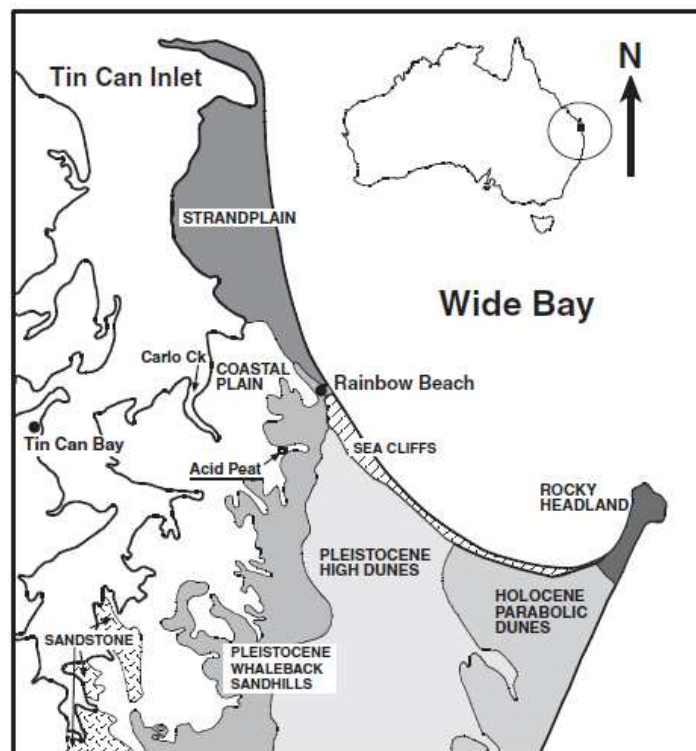 Tin Can Inlet
N
STRANDPLAIN
Wide Bay
Carlo Ck
COASTAL
PLAIN
Rainbow Beach
Tin Can Bay
SEA CLIFFS
Acid Peat
ROCKY
HEADLAND
PLEISTOCENE
HIGH DUNES
HOLOCENE
PARABOLIC
DUNES
SANDSTONE
PLEISTOCENE
WHALEBACK
SANDHILLS